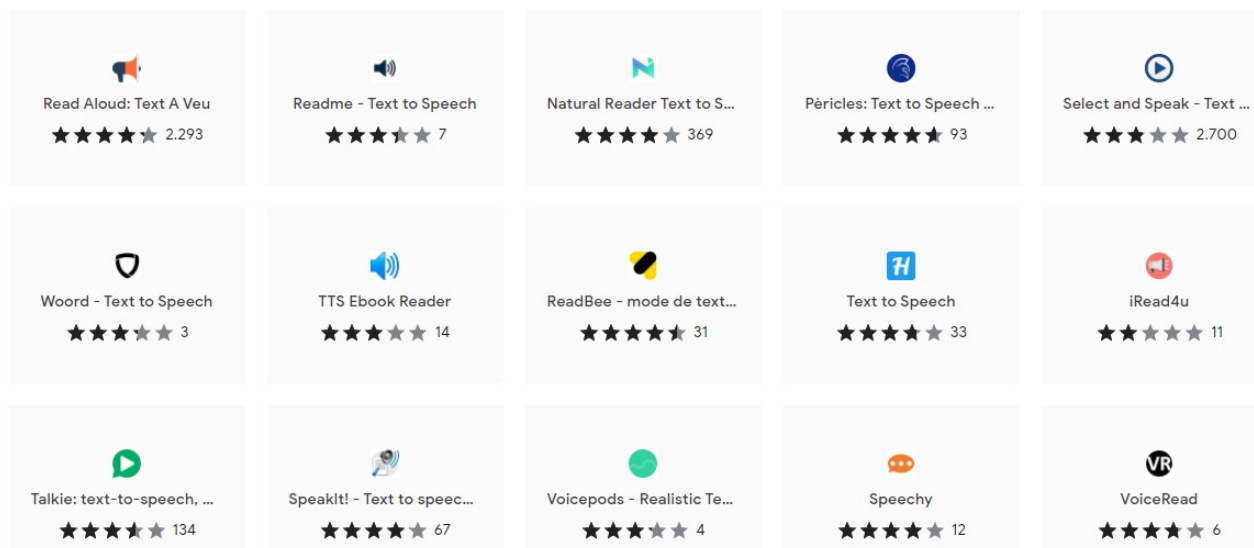 Read Aloud: Text A Veu
2.293
Readme - Text to Speech
7
Natural Reader Text to S...
369
Pèricles: Text to Speech ...
93
Select and Speak - Text ...
2.700
Woord - Text to Speech
3
TTS Ebook Reader
14
ReadBee - mode de text...
31
H
Text to Speech
33
iRead4u
11
Talkie: text-to-speech, ...
134
SpeakIt! - Text to speec...
67
Voicepods - Realistic Te...
4
Speechy
12
VR
VoiceRead
6